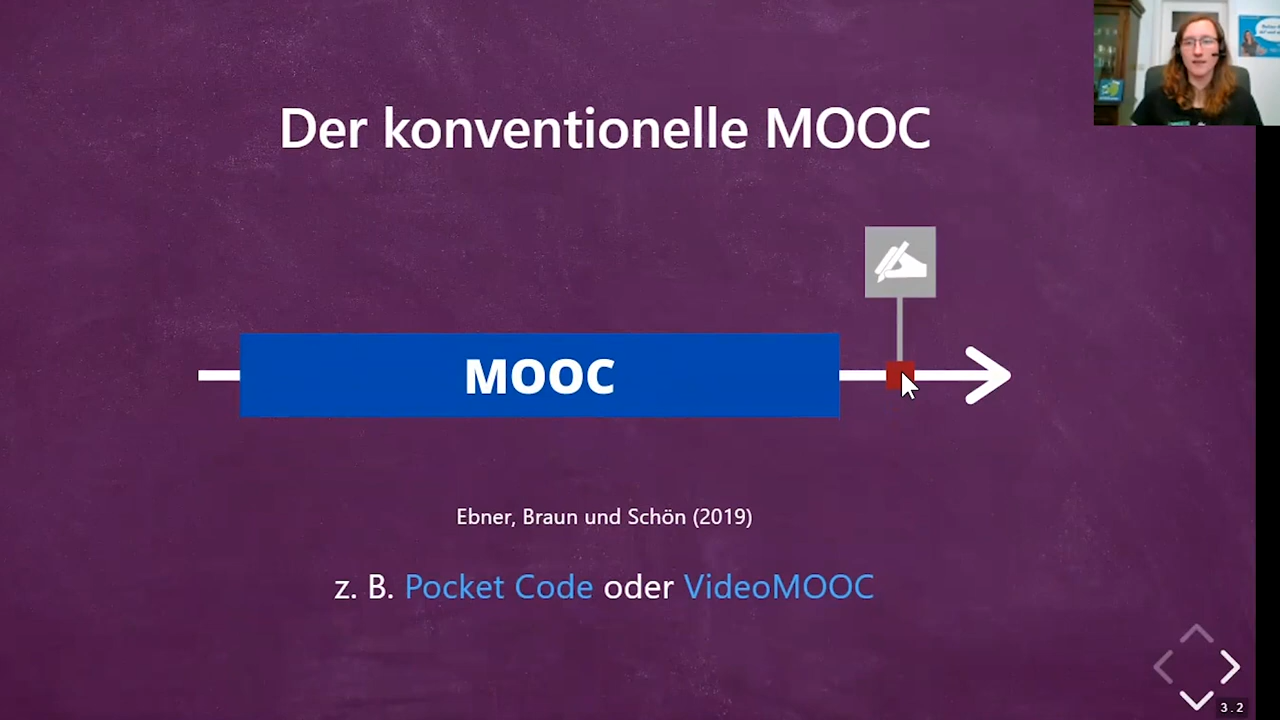 Der konventionelle MOOC
MOOC
Ebner, Braun und Schön (2019)
z. B. Pocket Code oder VideoMOOC
3.2